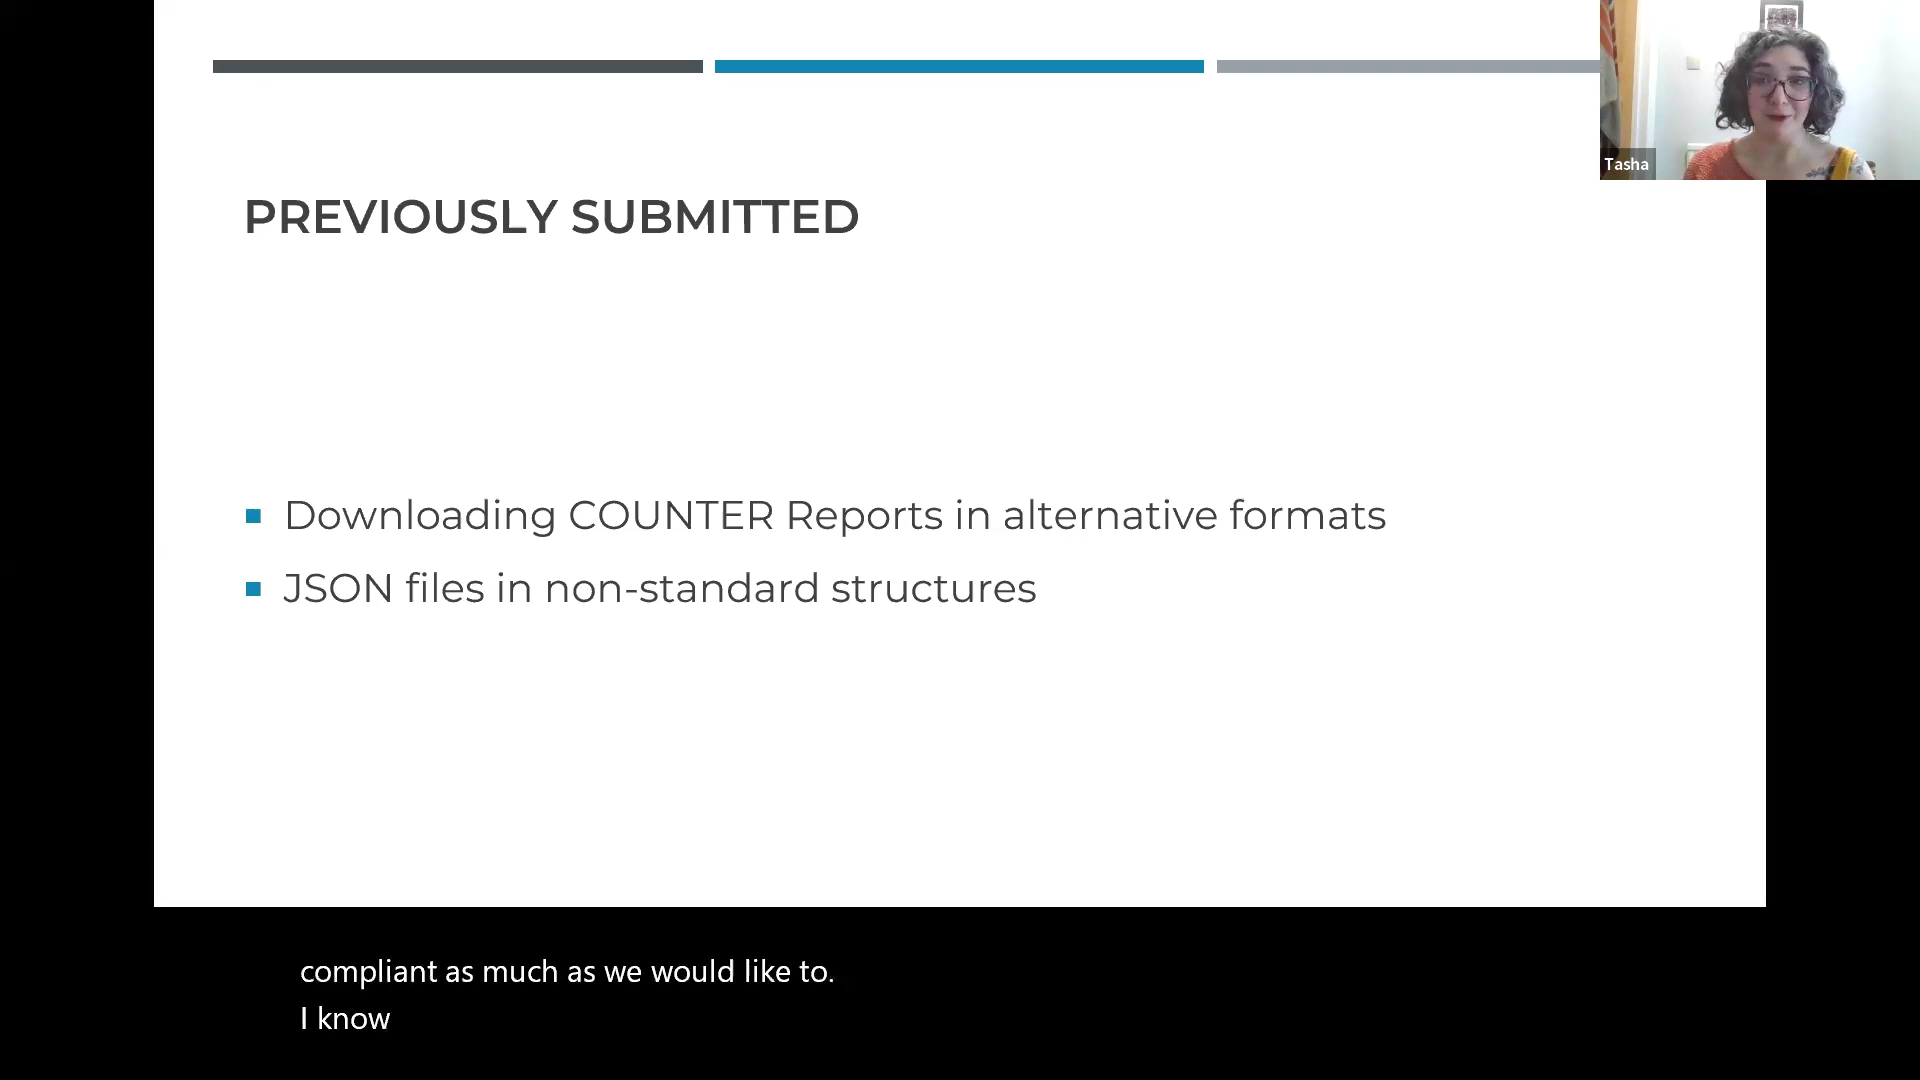 Tasha
PREVIOUSLY SUBMITTED
Downloading COUNTER Reports in alternative formats
JSON files in non-standard structures
compliant as much as we would like to.
I know